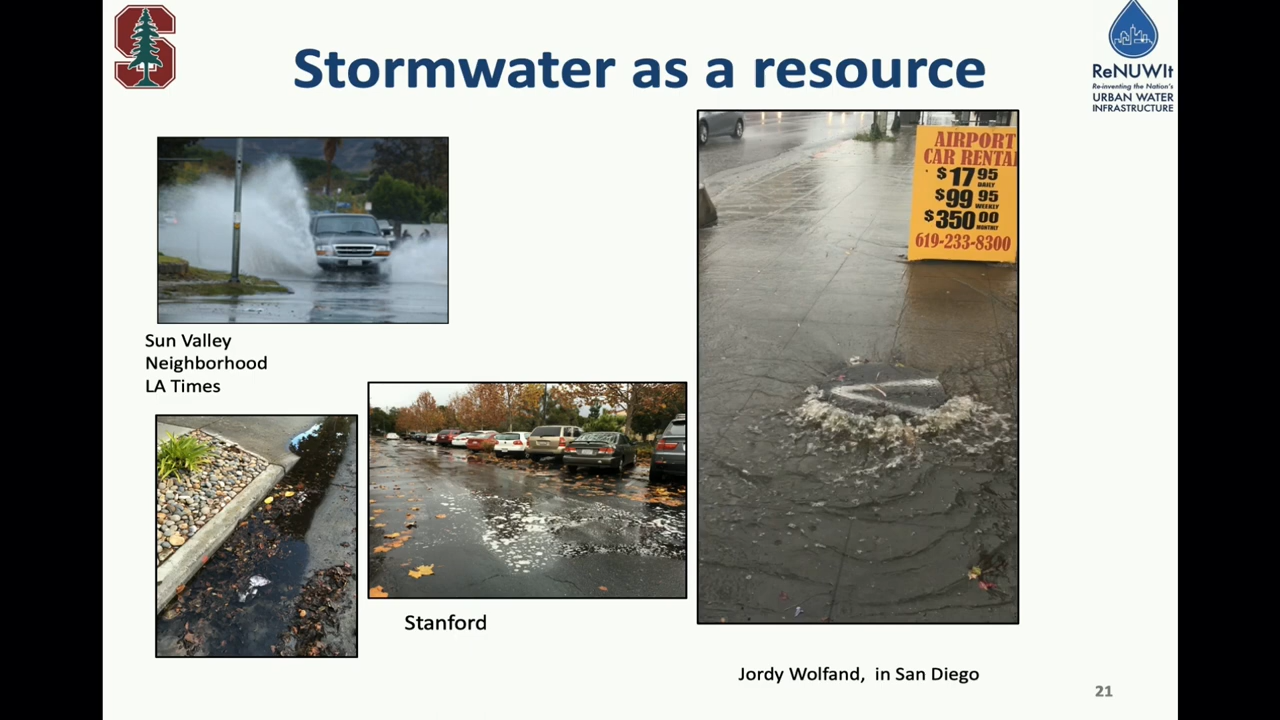 Stormwater as a resource
ReNUWIt
Re-inventing the Nation's
URBAN WATER
INFRASTRUCTURE
AIRPORT
CAR RENTA
$17 95
DAILY
$99 95
WEEKLY
$350 00
MONTHLY
619-233-8300
Sun Valley
Neighborhood
LA Times
Stanford
Jordy Wolfand, in San Diego
21